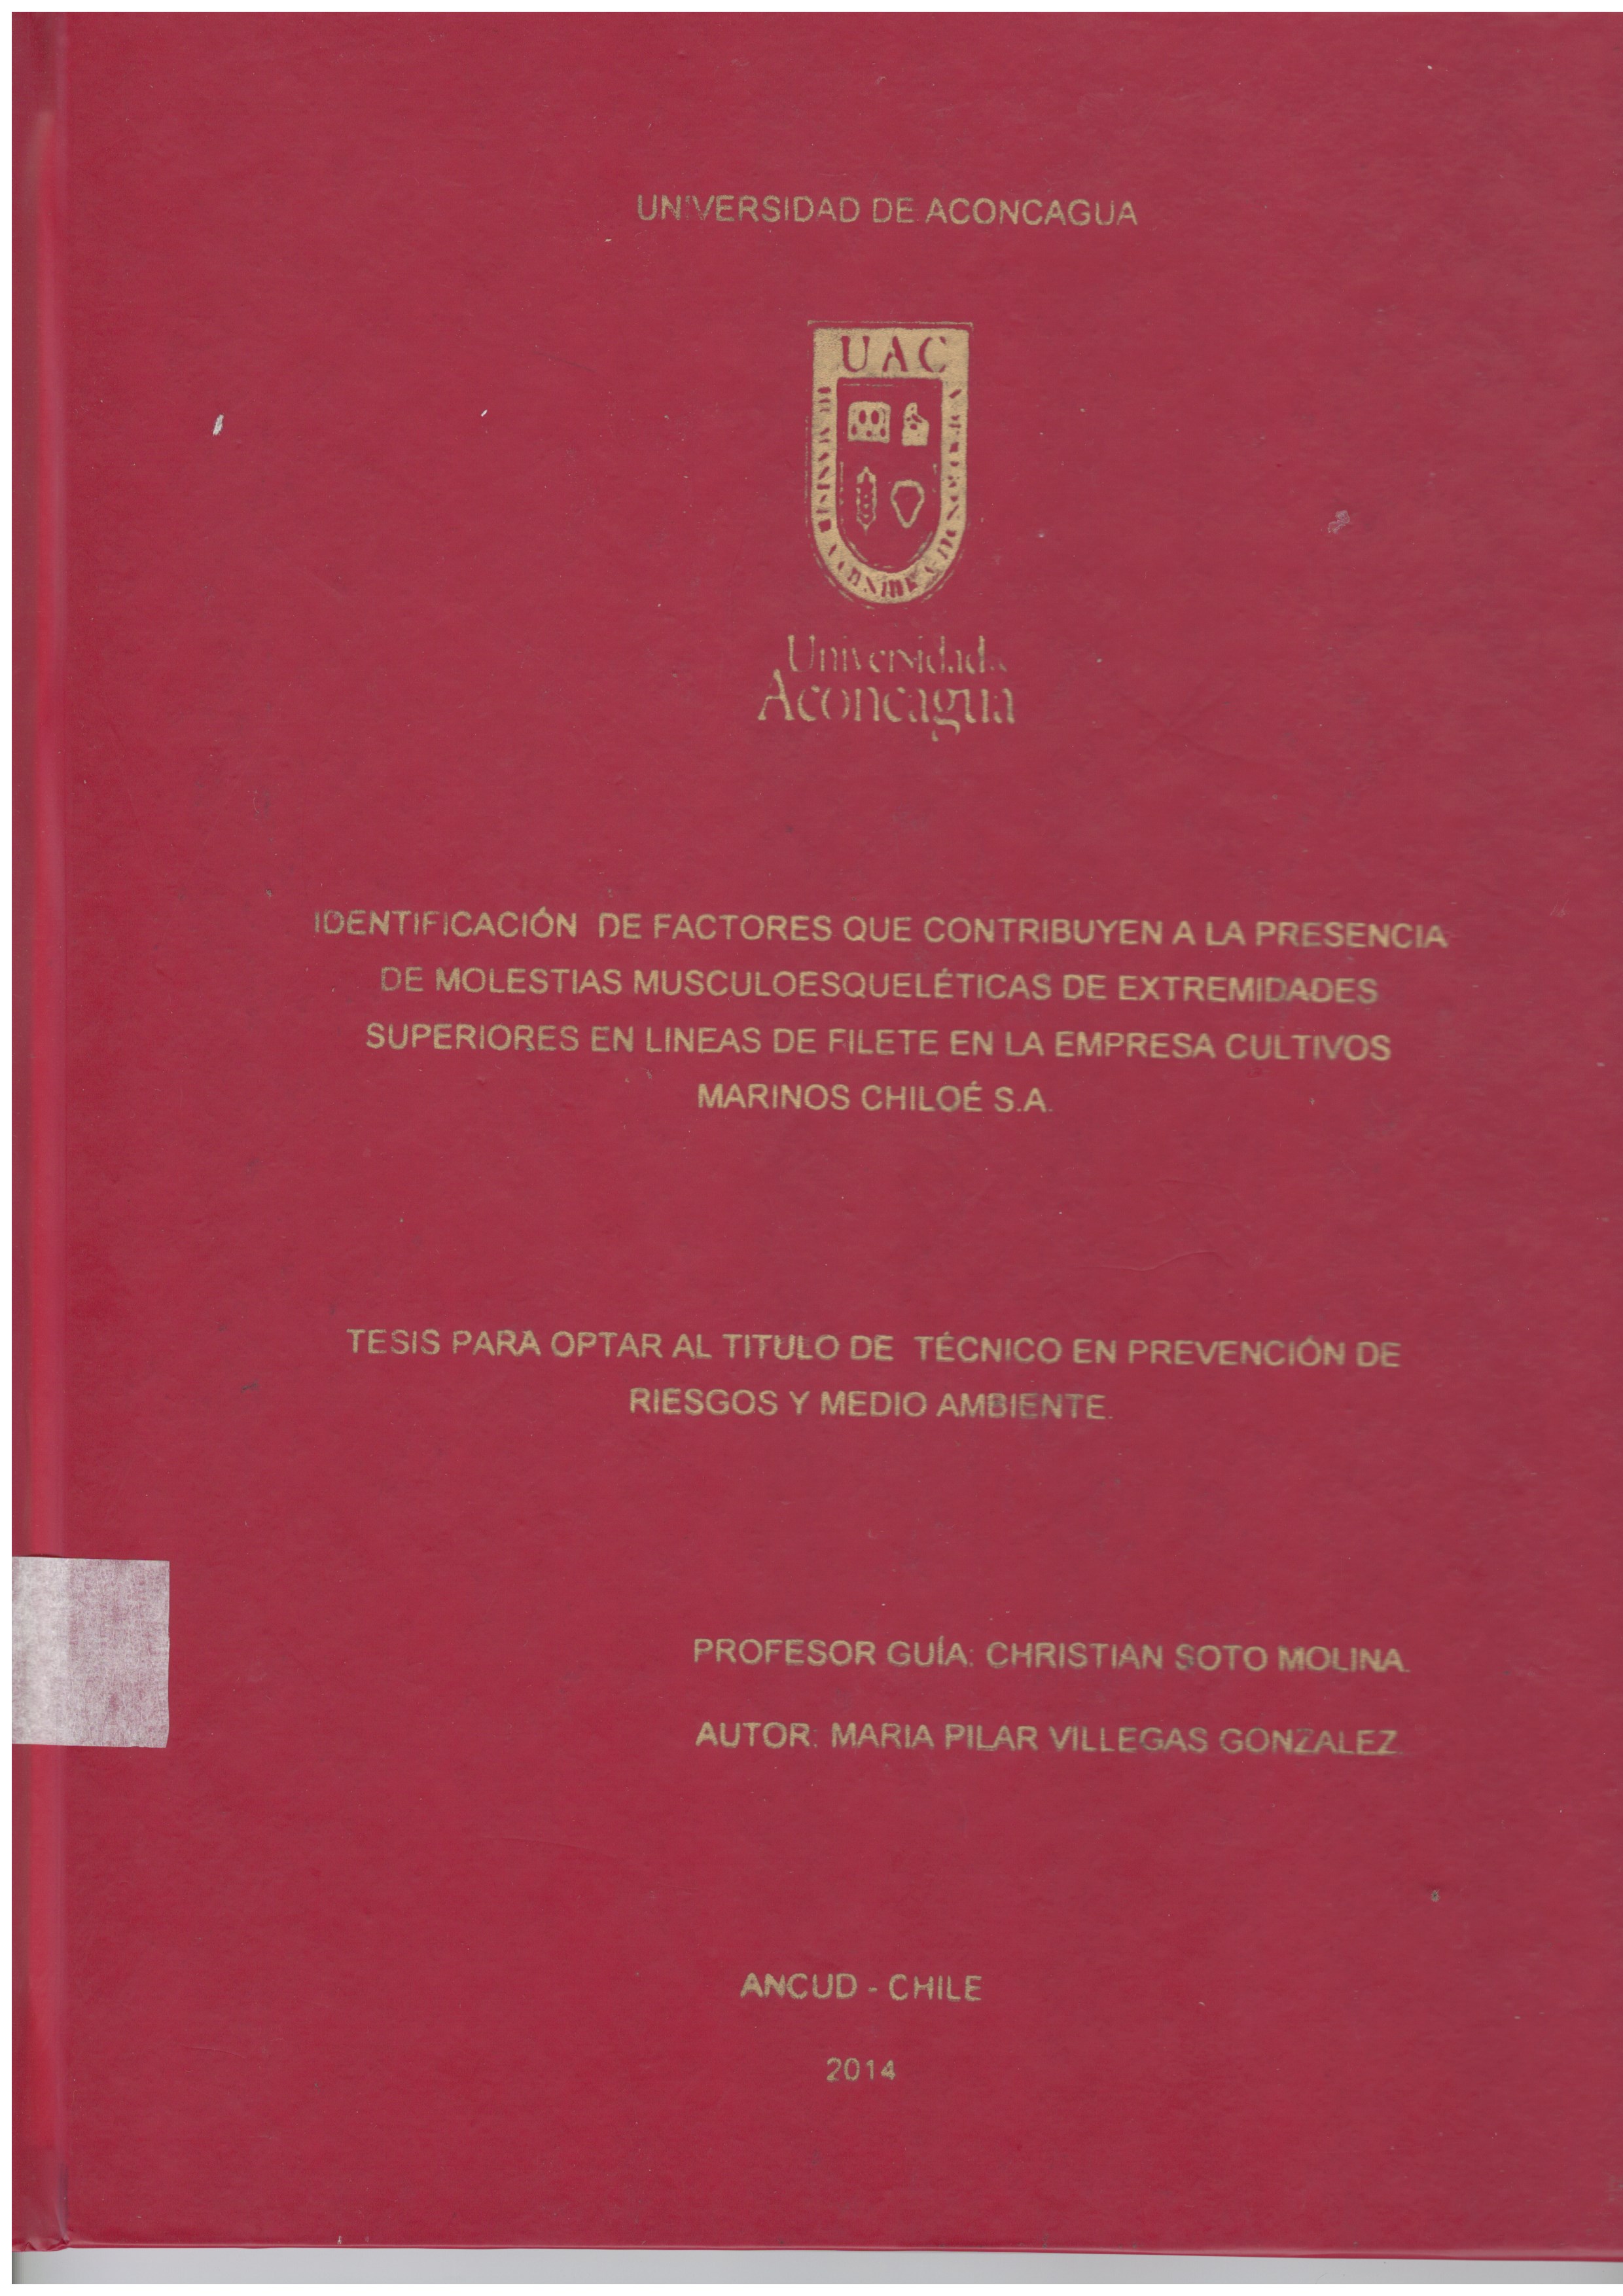 UNIVERSIDAD DE ACONCAGUA
UAC
Universidad de
Aconcagua
IDENTIFICACIÓN DE FACTORES QUE CONTRIBUYEN A LA PRESENCIA
DE MOLESTIAS MUSCULOESQUELÉTICAS DE EXTREMIDADES
SUPERIORES EN LINEAS DE FILETE EN LA EMPRESA CULTIVOS
MARINOS CHILOÉ S.A.
TESIS PARA OPTAR AL TITULO DE TÉCNICO EN PREVENCIÓN DE
RIESGOS Y MEDIO AMBIENTE.
PROFESOR GUÍA: CHRISTIAN SOTO MOLINA.
AUTOR: MARIA PILAR VILLEGAS GONZALEZ.
ANCUD - CHILE
2014